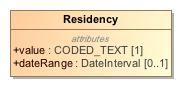 Residency
attributes
+value : CODED_TEXT [1]
+dateRange : DateInterval [0..1]